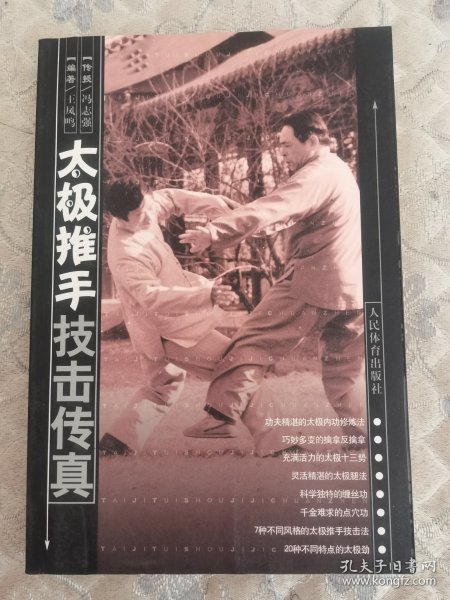 【传授】冯志强
【编著】王凤鸣
太极推手技击传真
人民体育出版社
功夫精湛的太极内功修炼法
巧妙多变的擒拿反擒拿
充满活力的太极十三势
灵活精湛的太极腿法
科学独特的缠丝功
千金难求的点穴功
7种不同风格的太极推手技击法
20种不同特点的太极劲
TAIJITUISHOUJIJICHUANZHEN
孔夫子旧书网
www.kongfz.com